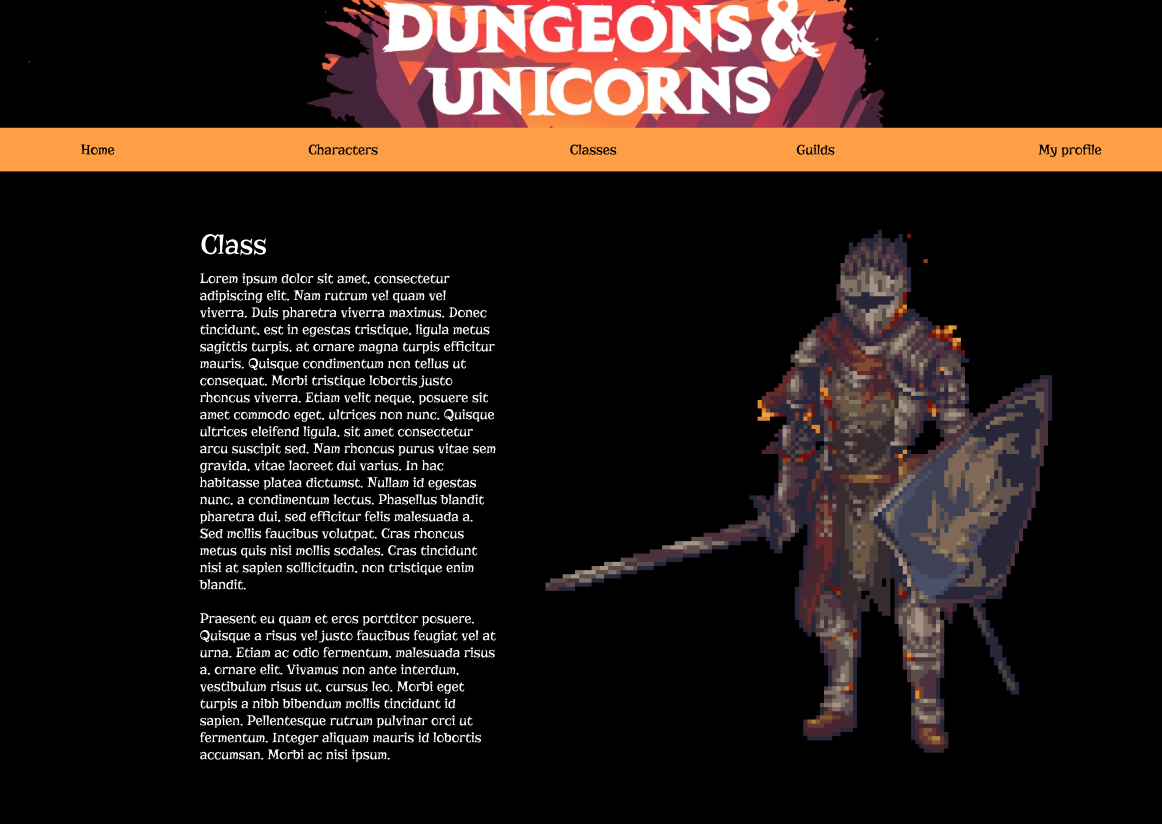 DUNGEONS &
UNICORNS
Home Characters Classes Guilds My profile
Class
Lorem ipsum dolor sit amet, consectetur
adipiscing elit. Nam rutrum vel quam vel
viverra. Duis pharetra viverra maximus. Donec
tincidunt, est in egestas tristique, ligula metus
sagittis turpis, at ornare magna turpis efficitur
mauris. Quisque condimentum non tellus ut
consequat. Morbi tristique lobortis justo
rhoncus viverra. Etiam velit neque, posuere sit
amet commodo eget, ultrices non nunc. Quisque
ultrices eleifend ligula, sit amet consectetur
arcu suscipit sed. Nam rhoncus purus vitae sem
gravida, vitae laoreet dui varius. In hac
habitasse platea dictumst. Nullam id egestas
nunc, a condimentum lectus. Phasellus blandit
pharetra dui, sed efficitur felis malesuada a.
Sed mollis faucibus volutpat. Cras rhoncus
metus quis nisi mollis sodales. Cras tincidunt
nisi at sapien sollicitudin, non tristique enim
blandit.
Praesent eu quam et eros porttitor posuere.
Quisque a risus vel justo faucibus feugiat vel at
urna. Etiam ac odio fermentum, malesuada risus
a, ornare elit. Vivamus non ante interdum,
vestibulum risus ut, cursus leo. Morbi eget
turpis a nibh bibendum mollis tincidunt id
sapien. Pellentesque rutrum pulvinar orci ut
fermentum. Integer aliquam mauris id lobortis
accumsan. Morbi ac nisi ipsum.